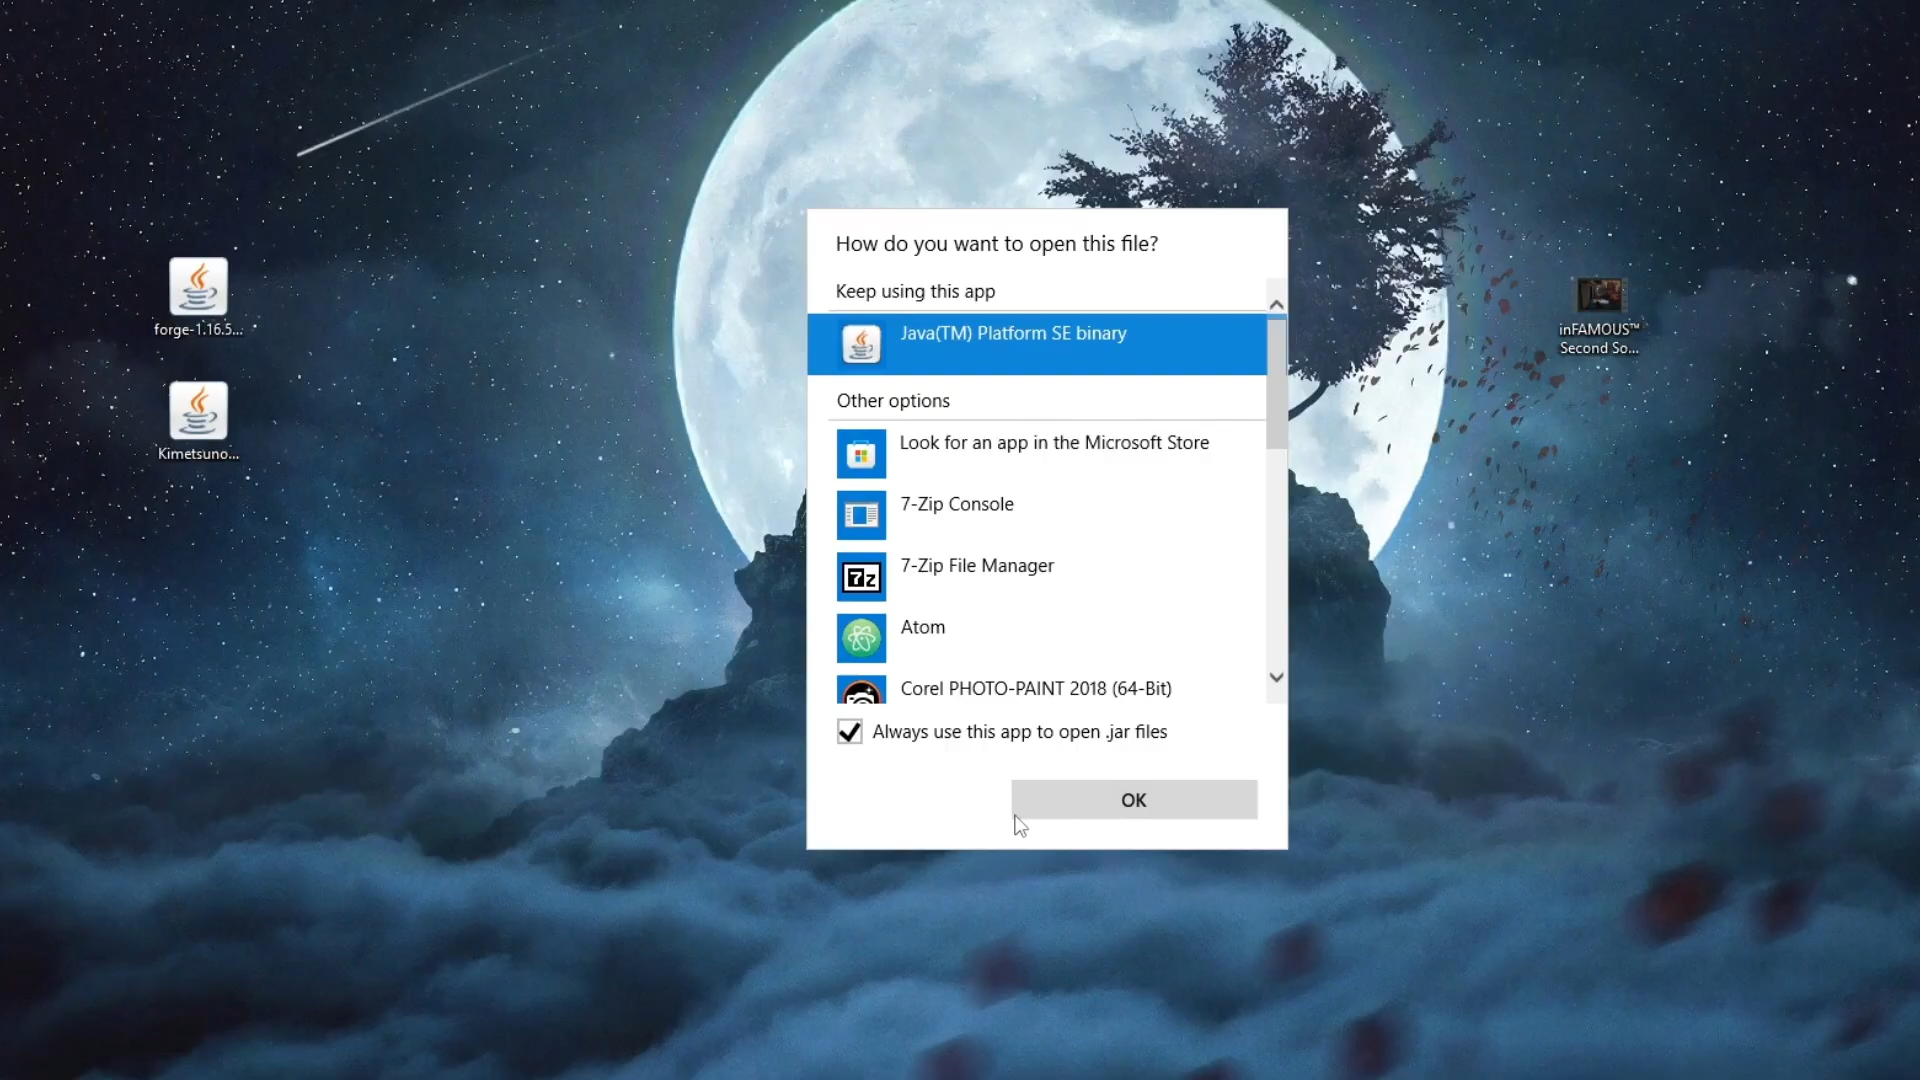 How do you want to open this file?
Keep using this app
Java(TM) Platform SE binary
Other options
Look for an app in the Microsoft Store
7-Zip Console
7z
7-Zip File Manager
Atom
Corel PHOTO-PAINT 2018 (64-Bit)
Always use this app to open .jar files
OK
forge-1.16.5...
Kimetsuno...
inFAMOUS™
Second So...